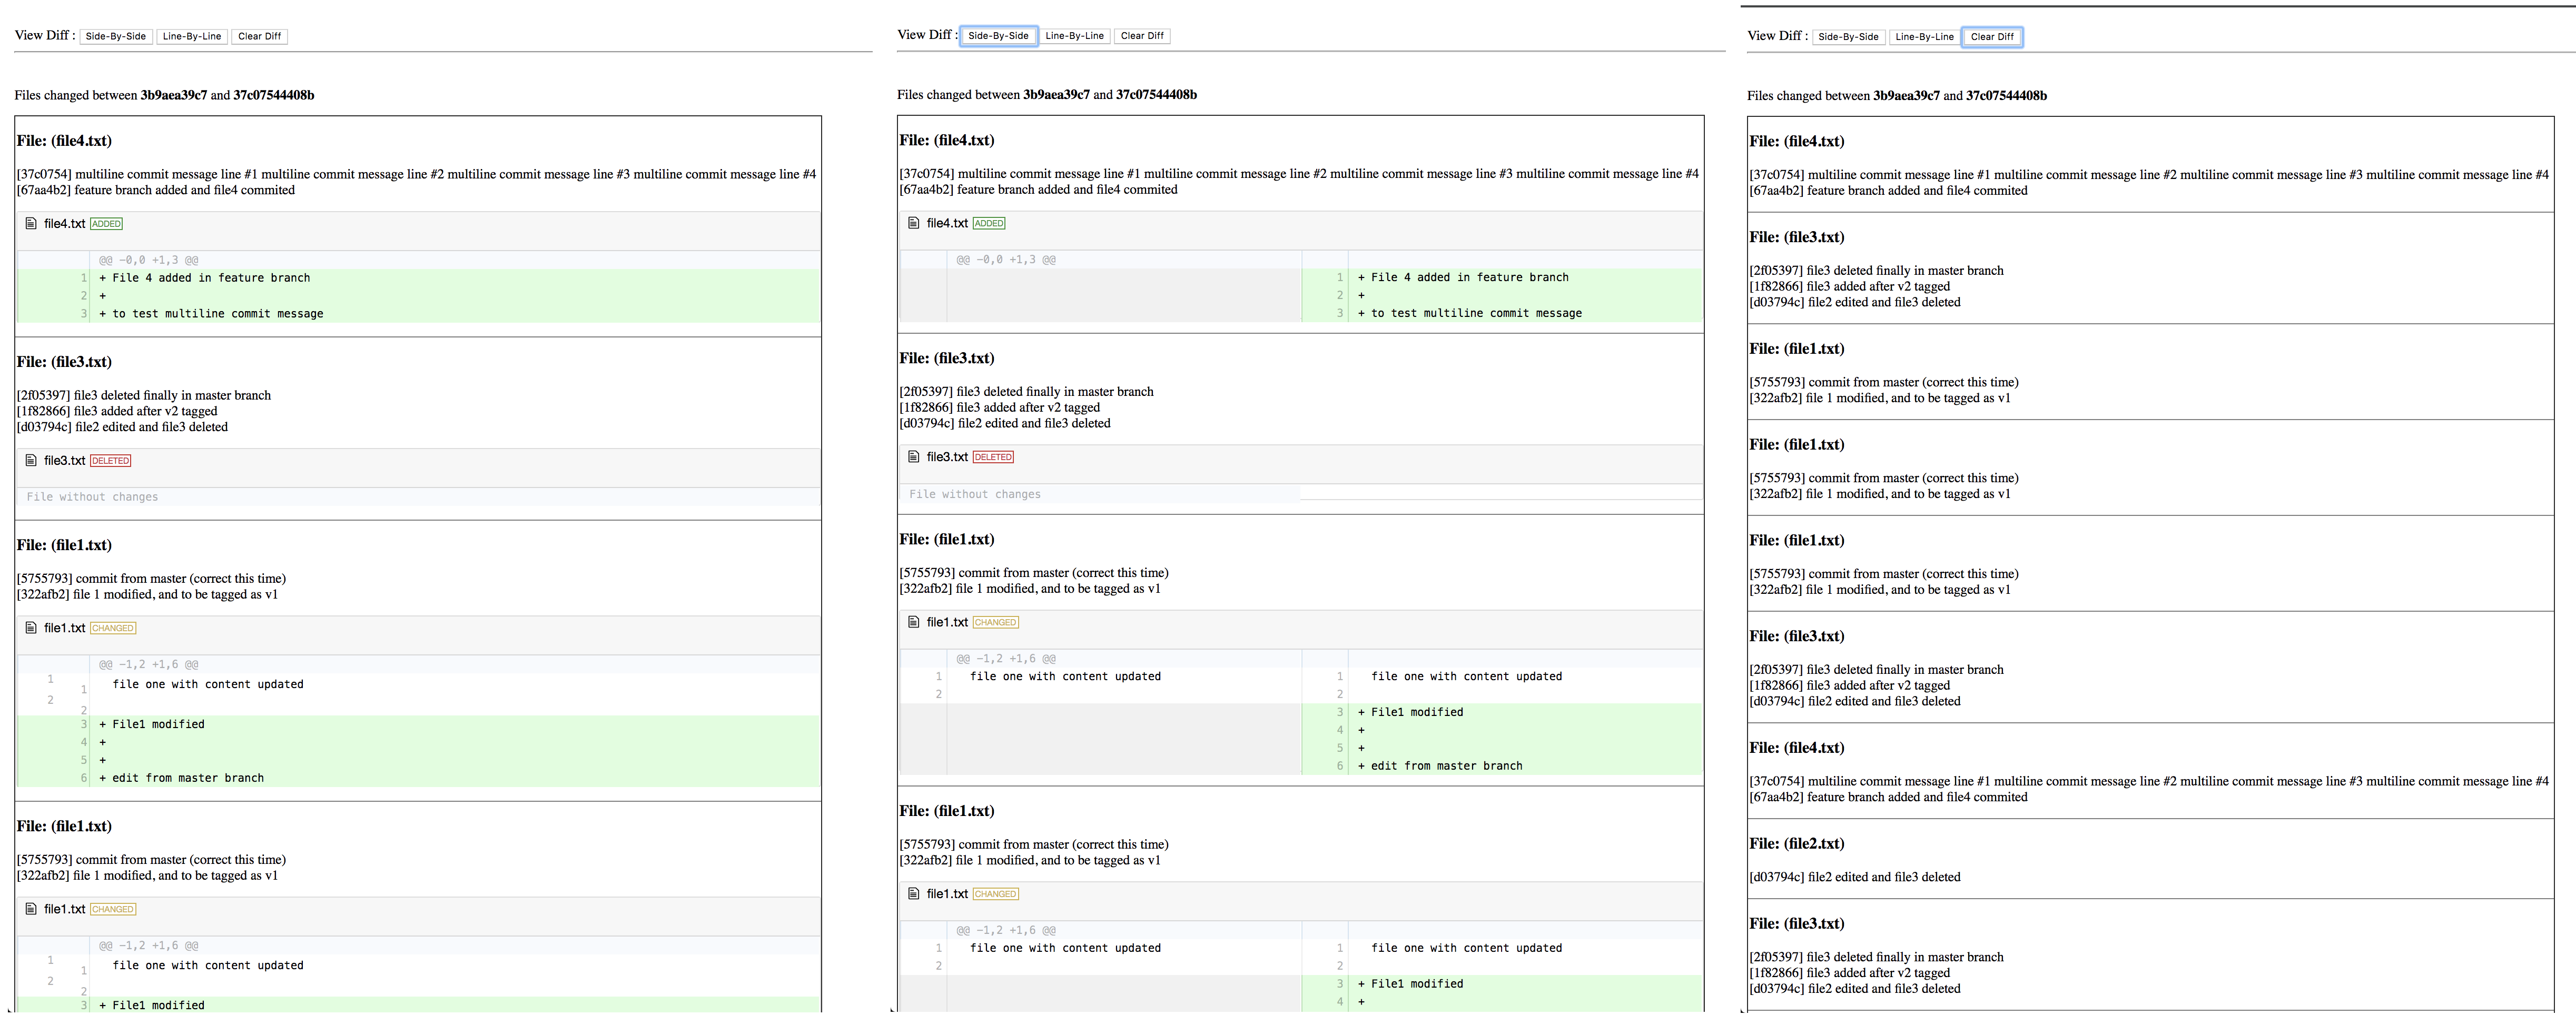 View Diff : Side-By-Side Line-By-Line Clear Diff
Files changed between 3b9aea39c7 and 37c07544408b
File: (file4.txt)
[37c0754] multiline commit message line #1 multiline commit message line #2 multiline commit message line #3 multiline commit message line #4
[67aa4b2] feature branch added and file4 commited
file4.txt ADDED
@@ -0,0 +1,3 @@
1 + File 4 added in feature branch
2 +
3 + to test multiline commit message
File: (file3.txt)
[2f05397] file3 deleted finally in master branch
[1f82866] file3 added after v2 tagged
[d03794c] file2 edited and file3 deleted
file3.txt DELETED
File without changes
File: (file1.txt)
[5755793] commit from master (correct this time)
[322afb2] file 1 modified, and to be tagged as v1
file1.txt CHANGED
@@ -1,2 +1,6 @@
1 1 file one with content updated
2 2
3 + File1 modified
4 +
5 +
6 + edit from master branch
File: (file1.txt)
[5755793] commit from master (correct this time)
[322afb2] file 1 modified, and to be tagged as v1
file1.txt CHANGED
@@ -1,2 +1,6 @@
1 1 file one with content updated
2 2
3 + File1 modified
View Diff : Side-By-Side Line-By-Line Clear Diff
Files changed between 3b9aea39c7 and 37c07544408b
File: (file4.txt)
[37c0754] multiline commit message line #1 multiline commit message line #2 multiline commit message line #3 multiline commit message line #4
[67aa4b2] feature branch added and file4 commited
file4.txt ADDED
@@ -0,0 +1,3 @@
1 + File 4 added in feature branch
2 +
3 + to test multiline commit message
File: (file3.txt)
[2f05397] file3 deleted finally in master branch
[1f82866] file3 added after v2 tagged
[d03794c] file2 edited and file3 deleted
file3.txt DELETED
File without changes
File: (file1.txt)
[5755793] commit from master (correct this time)
[322afb2] file 1 modified, and to be tagged as v1
file1.txt CHANGED
@@ -1,2 +1,6 @@
1 file one with content updated 1 file one with content updated
2 2
3 + File1 modified
4 +
5 +
6 + edit from master branch
File: (file1.txt)
[5755793] commit from master (correct this time)
[322afb2] file 1 modified, and to be tagged as v1
file1.txt CHANGED
@@ -1,2 +1,6 @@
1 file one with content updated 1 file one with content updated
2 2
3 + File1 modified
4 +
View Diff : Side-By-Side Line-By-Line Clear Diff
Files changed between 3b9aea39c7 and 37c07544408b
File: (file4.txt)
[37c0754] multiline commit message line #1 multiline commit message line #2 multiline commit message line #3 multiline commit message line #4
[67aa4b2] feature branch added and file4 commited
File: (file3.txt)
[2f05397] file3 deleted finally in master branch
[1f82866] file3 added after v2 tagged
[d03794c] file2 edited and file3 deleted
File: (file1.txt)
[5755793] commit from master (correct this time)
[322afb2] file 1 modified, and to be tagged as v1
File: (file1.txt)
[5755793] commit from master (correct this time)
[322afb2] file 1 modified, and to be tagged as v1
File: (file1.txt)
[5755793] commit from master (correct this time)
[322afb2] file 1 modified, and to be tagged as v1
File: (file3.txt)
[2f05397] file3 deleted finally in master branch
[1f82866] file3 added after v2 tagged
[d03794c] file2 edited and file3 deleted
File: (file4.txt)
[37c0754] multiline commit message line #1 multiline commit message line #2 multiline commit message line #3 multiline commit message line #4
[67aa4b2] feature branch added and file4 commited
File: (file2.txt)
[d03794c] file2 edited and file3 deleted
File: (file3.txt)
[2f05397] file3 deleted finally in master branch
[1f82866] file3 added after v2 tagged
[d03794c] file2 edited and file3 deleted